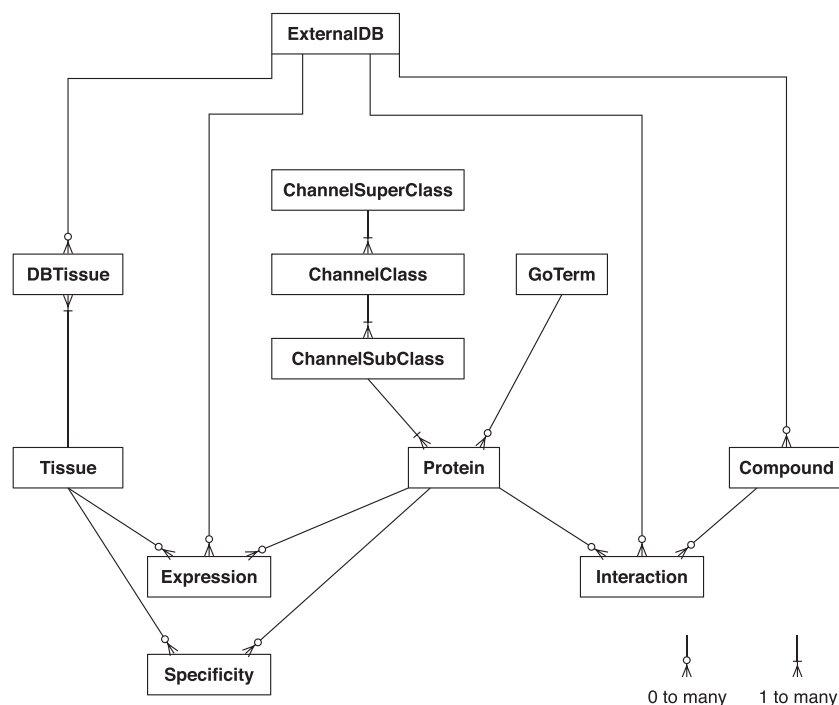 ExternalDB
ChannelSuperClass
DBTissue
ChannelClass
GoTerm
ChannelSubClass
Tissue
Protein
Compound
Expression
Interaction
Specificity
0 to many
1 to many